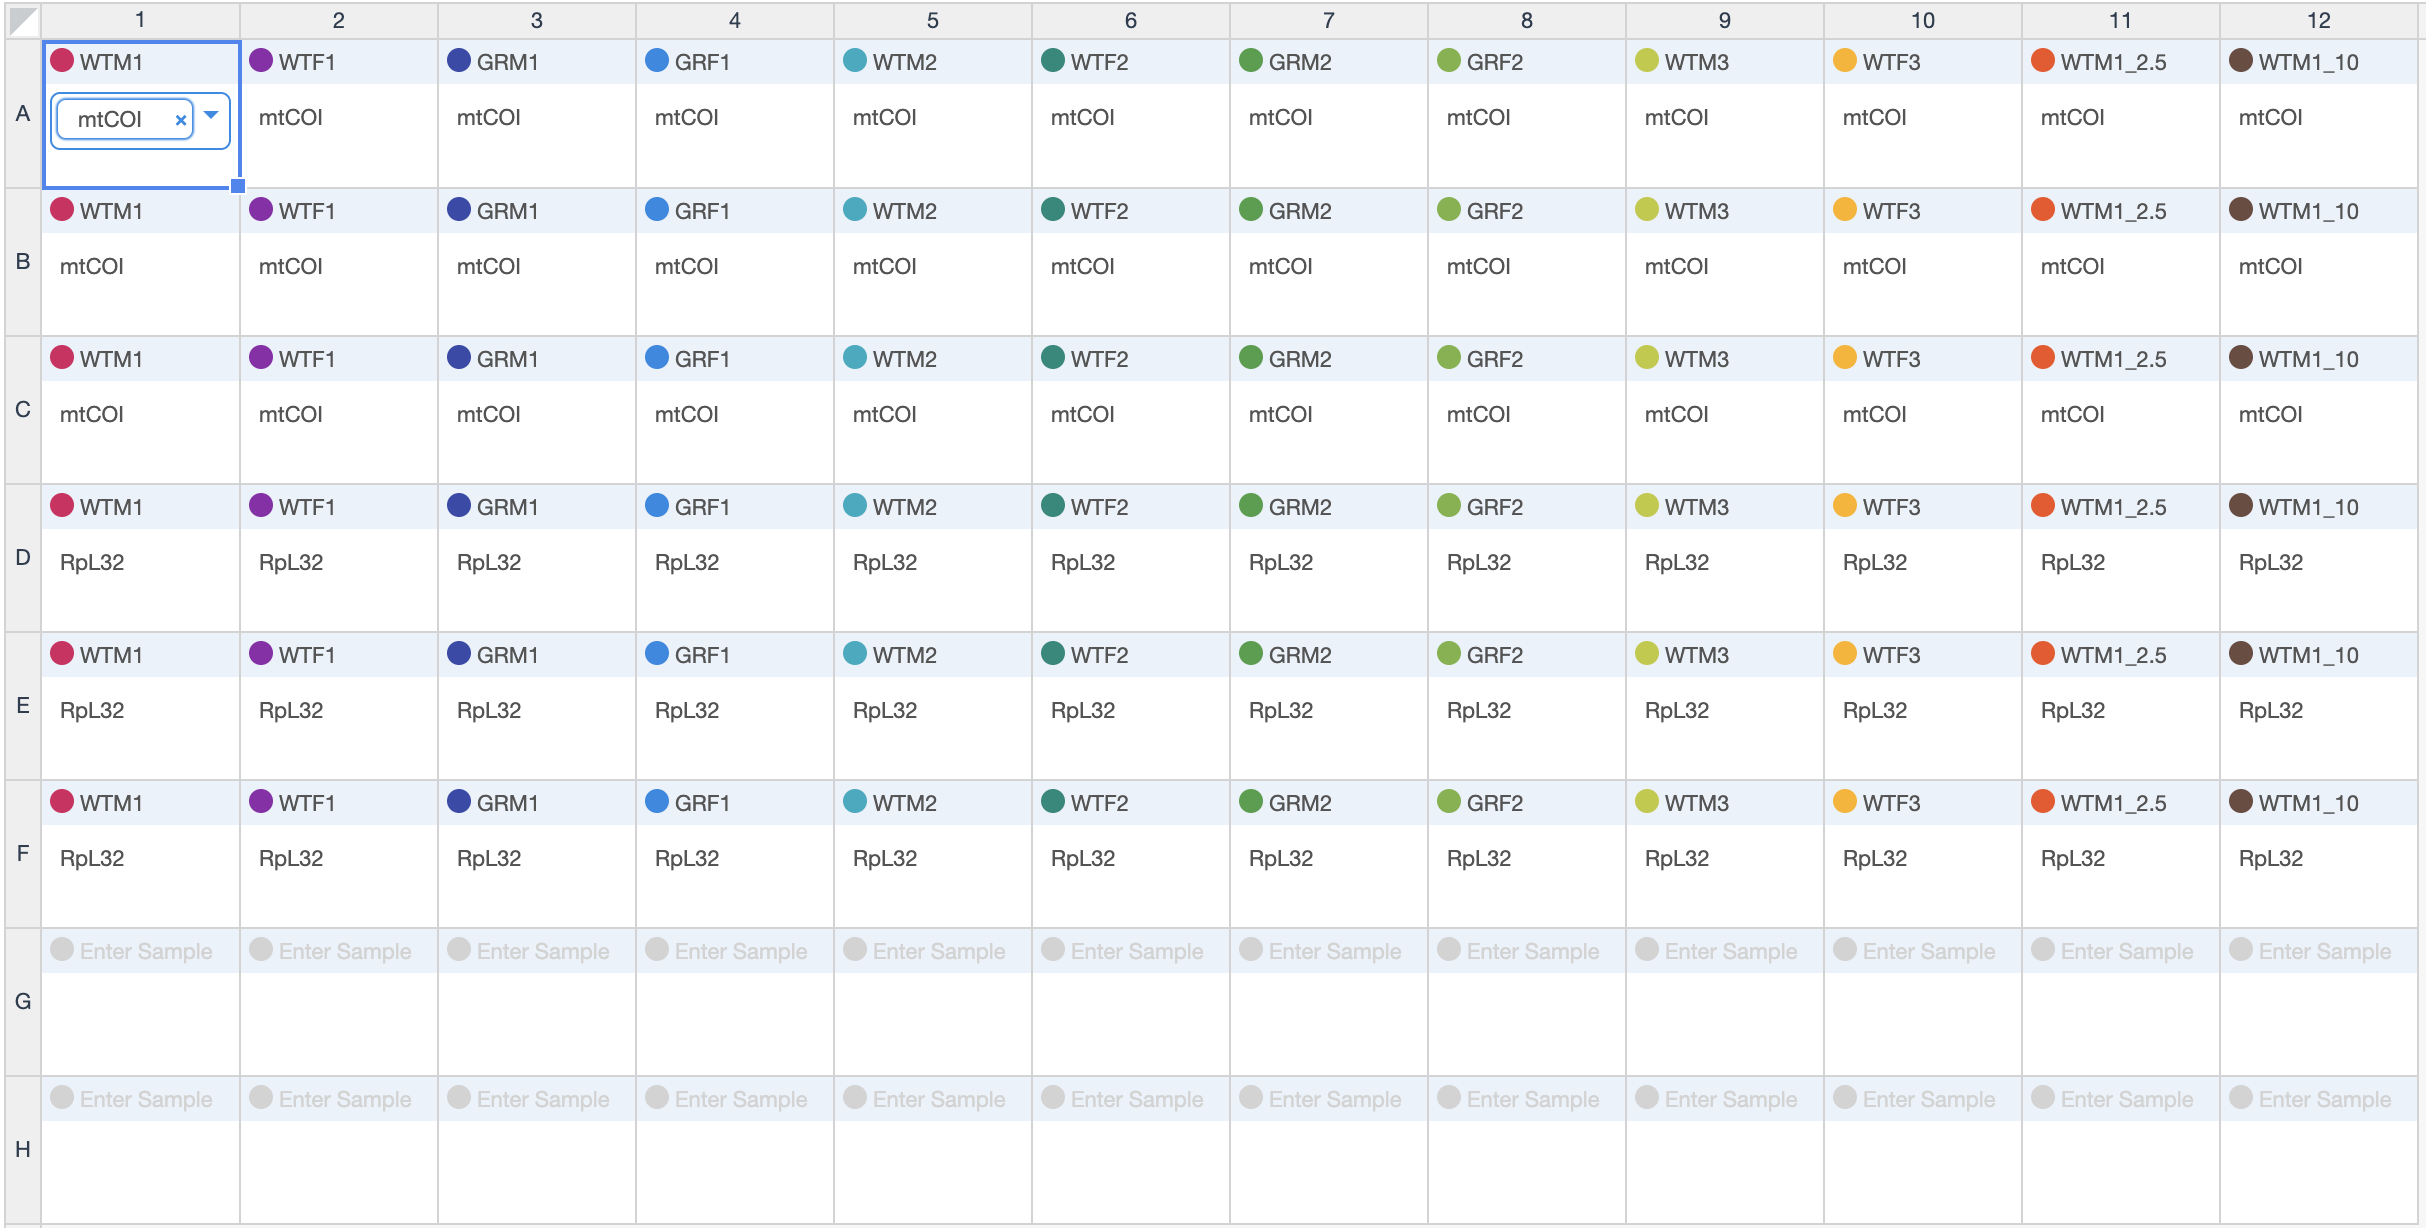 1 2 3 4 5 6 7 8 9 10 11 12
WTM1 WTF1 GRM1 GRF1 WTM2 WTF2 GRM2 GRF2 WTM3 WTF3 WTM1_2.5 WTM1_10
A mtCOI × mtCOI mtCOI mtCOI mtCOI mtCOI mtCOI mtCOI mtCOI mtCOI mtCOI mtCOI
WTM1 WTF1 GRM1 GRF1 WTM2 WTF2 GRM2 GRF2 WTM3 WTF3 WTM1_2.5 WTM1_10
B mtCOI mtCOI mtCOI mtCOI mtCOI mtCOI mtCOI mtCOI mtCOI mtCOI mtCOI mtCOI
WTM1 WTF1 GRM1 GRF1 WTM2 WTF2 GRM2 GRF2 WTM3 WTF3 WTM1_2.5 WTM1_10
C mtCOI mtCOI mtCOI mtCOI mtCOI mtCOI mtCOI mtCOI mtCOI mtCOI mtCOI mtCOI
WTM1 WTF1 GRM1 GRF1 WTM2 WTF2 GRM2 GRF2 WTM3 WTF3 WTM1_2.5 WTM1_10
D RpL32 RpL32 RpL32 RpL32 RpL32 RpL32 RpL32 RpL32 RpL32 RpL32 RpL32 RpL32
WTM1 WTF1 GRM1 GRF1 WTM2 WTF2 GRM2 GRF2 WTM3 WTF3 WTM1_2.5 WTM1_10
E RpL32 RpL32 RpL32 RpL32 RpL32 RpL32 RpL32 RpL32 RpL32 RpL32 RpL32 RpL32
WTM1 WTF1 GRM1 GRF1 WTM2 WTF2 GRM2 GRF2 WTM3 WTF3 WTM1_2.5 WTM1_10
F RpL32 RpL32 RpL32 RpL32 RpL32 RpL32 RpL32 RpL32 RpL32 RpL32 RpL32 RpL32
Enter Sample Enter Sample Enter Sample Enter Sample Enter Sample Enter Sample Enter Sample Enter Sample Enter Sample Enter Sample Enter Sample Enter Sample
G
Enter Sample Enter Sample Enter Sample Enter Sample Enter Sample Enter Sample Enter Sample Enter Sample Enter Sample Enter Sample Enter Sample Enter Sample
H